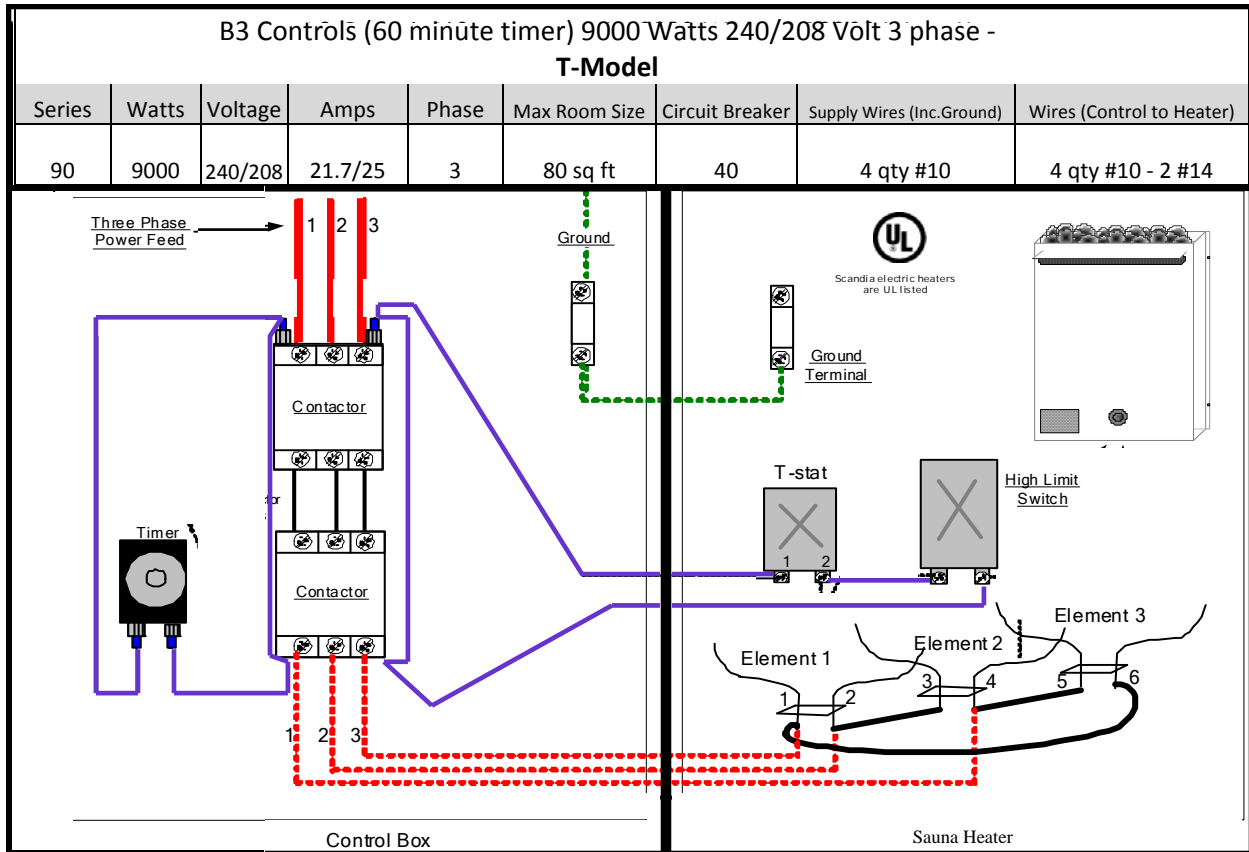 B3 Controls (60 minute timer) 9000 Watts 240/208 Volt 3 phase -
T-Model
Series Watts Voltage Amps Phase Max Room Size Circuit Breaker Supply Wires (Inc.Ground) Wires (Control to Heater)
90 9000 240/208 21.7/25 3 80 sq ft 40 4 qty #10 4 qty #10 - 2 #14
Three Phase
Power Feed
1 2 3
Ground
UL
Scandia electric heaters
are UL listed
Ground
Terminal
Contactor
T-stat
High Limit
Switch
Timer
1 2
Contactor
Element 1
Element 2
Element 3
1 2 3 4 5 6
1 2 3
Control Box
Sauna Heater